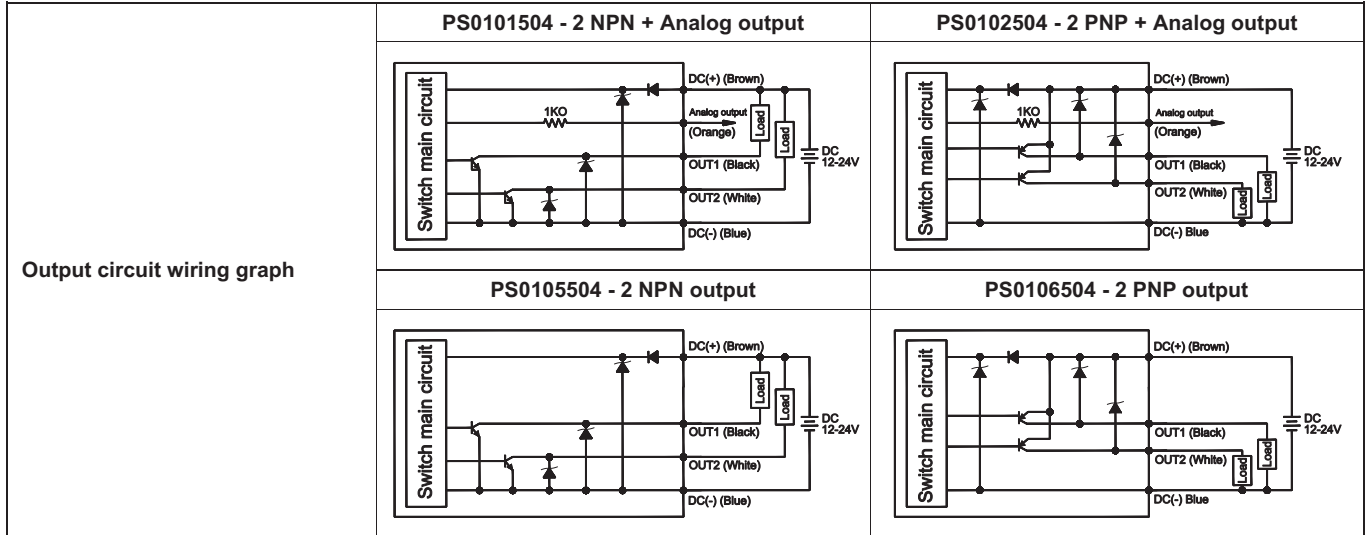 Output circuit wiring graph
PS0101504 - 2 NPN + Analog output
Switch main circuit
1KO
DC(+) (Brown)
Analog output
(Orange)
OUT1 (Black)
OUT2 (White)
DC(-) (Blue)
Load
Load
DC
12-24V
PS0102504 - 2 PNP + Analog output
Switch main circuit
1KO
DC(+) (Brown)
Analog output
(Orange)
OUT1 (Black)
OUT2 (White)
DC(-) Blue
Load
Load
DC
12-24V
PS0105504 - 2 NPN output
Switch main circuit
DC(+) (Brown)
OUT1 (Black)
OUT2 (White)
DC(-) (Blue)
Load
Load
DC
12-24V
PS0106504 - 2 PNP output
Switch main circuit
DC(+) (Brown)
OUT1 (Black)
OUT2 (White)
DC(-) Blue
Load
Load
DC
12-24V